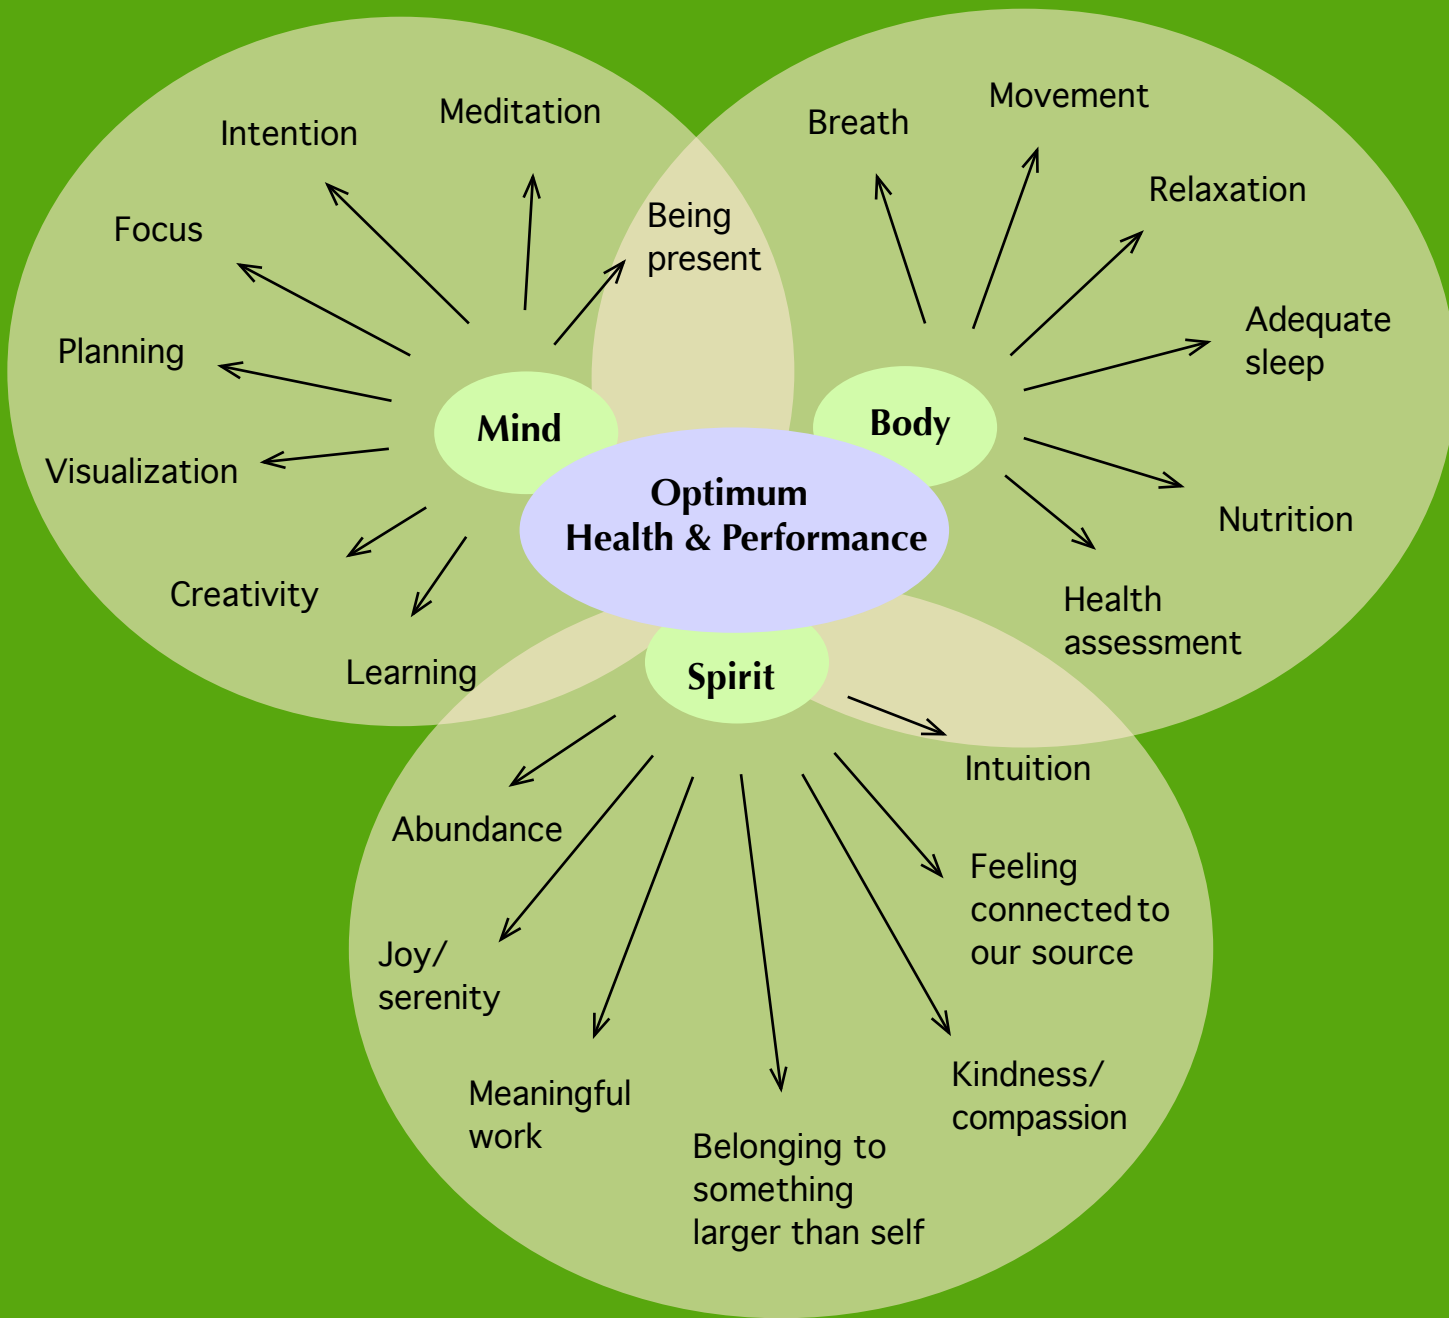 Movement
Meditation
Breath
Intention
Relaxation
Being
present
Focus
Adequate
sleep
Planning
Mind
Body
Visualization
Optimum
Health & Performance
Nutrition
Creativity
Health
assessment
Learning
Spirit
Intuition
Abundance
Feeling
connected to
our source
Joy/
serenity
Kindness/
compassion
Meaningful
work
Belonging to
something
larger than self